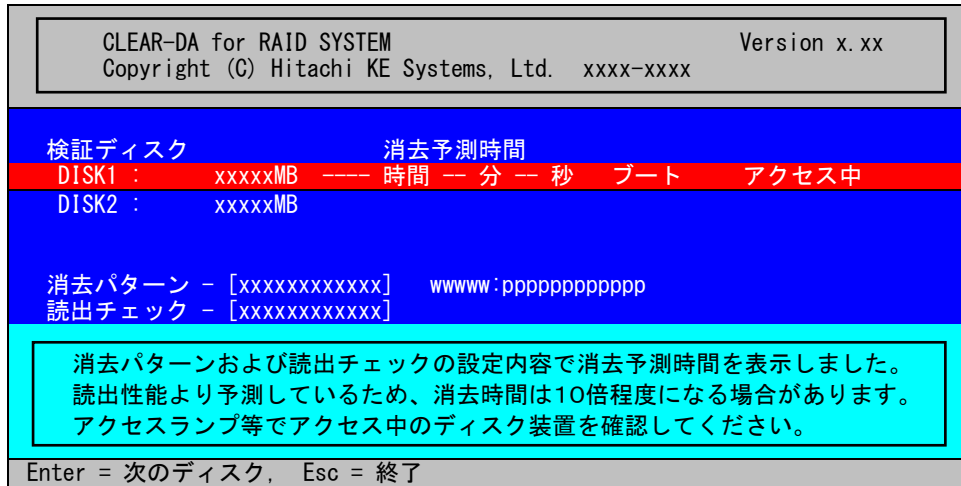 CLEAR-DA for RAID SYSTEM Version x.xx
Copyright (C) Hitachi KE Systems, Ltd. xxxx-xxxx
検証ディスク 消去予測時間
DISK1 : xxxxxMB ---- 時間 -- 分 -- 秒 ブート アクセス中
DISK2 : xxxxxMB
消去パターン - [xxxxxxxxxxxx] wwwww:pppppppppppp
読出チェック - [xxxxxxxxxxxx]
消去パターンおよび読出チェックの設定内容で消去予測時間を表示しました。
読出性能より予測しているため、消去時間は10倍程度になる場合があります。
アクセスランプ等でアクセス中のディスク装置を確認してください。
Enter = 次のディスク, Esc = 終了